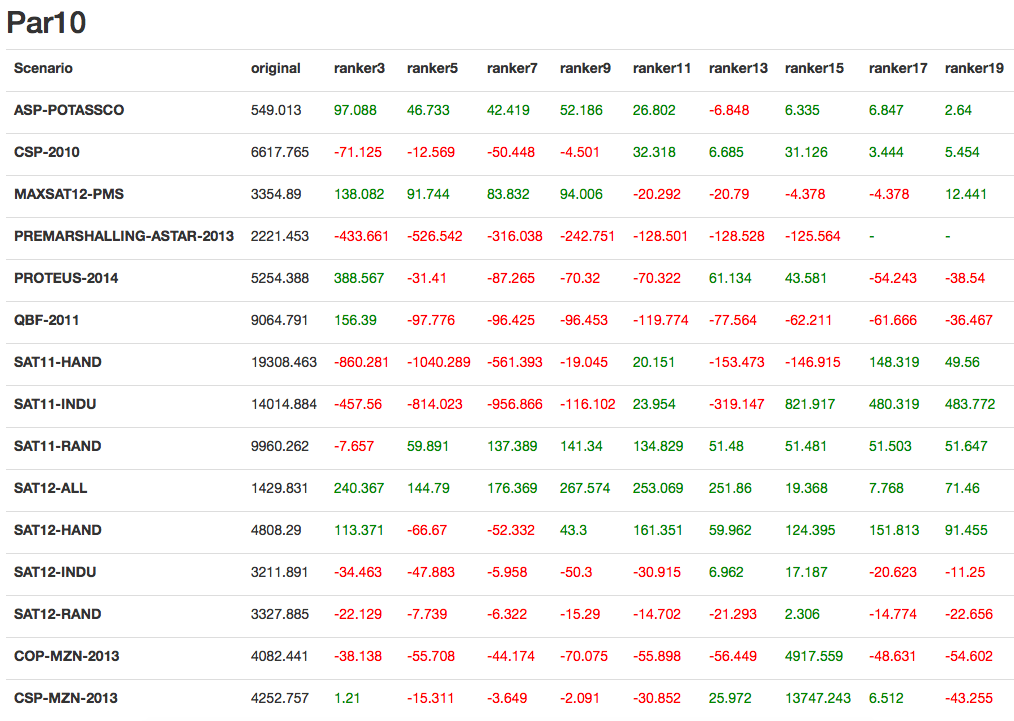 Par10
Scenario original ranker3 ranker5 ranker7 ranker9 ranker11 ranker13 ranker15 ranker17 ranker19
ASP-POTASSCO 549.013 97.088 46.733 42.419 52.186 26.802 -6.848 6.335 6.847 2.64
CSP-2010 6617.765 -71.125 -12.569 -50.448 -4.501 32.318 6.685 31.126 3.444 5.454
MAXSAT12-PMS 3354.89 138.082 91.744 83.832 94.006 -20.292 -20.79 -4.378 -4.378 12.441
PREMARSHALLING-ASTAR-2013 2221.453 -433.661 -526.542 -316.038 -242.751 -128.501 -128.528 -125.564 - -
PROTEUS-2014 5254.388 388.567 -31.41 -87.265 -70.32 -70.322 61.134 43.581 -54.243 -38.54
QBF-2011 9064.791 156.39 -97.776 -96.425 -96.453 -119.774 -77.564 -62.211 -61.666 -36.467
SAT11-HAND 19308.463 -860.281 -1040.289 -561.393 -19.045 20.151 -153.473 -146.915 148.319 49.56
SAT11-INDU 14014.884 -457.56 -814.023 -956.866 -116.102 23.954 -319.147 821.917 480.319 483.772
SAT11-RAND 9960.262 -7.657 59.891 137.389 141.34 134.829 51.48 51.481 51.503 51.647
SAT12-ALL 1429.831 240.367 144.79 176.369 267.574 253.069 251.86 19.368 7.768 71.46
SAT12-HAND 4808.29 113.371 -66.67 -52.332 43.3 161.351 59.962 124.395 151.813 91.455
SAT12-INDU 3211.891 -34.463 -47.883 -5.958 -50.3 -30.915 6.962 17.187 -20.623 -11.25
SAT12-RAND 3327.885 -22.129 -7.739 -6.322 -15.29 -14.702 -21.293 2.306 -14.774 -22.656
COP-MZN-2013 4082.441 -38.138 -55.708 -44.174 -70.075 -55.898 -56.449 4917.559 -48.631 -54.602
CSP-MZN-2013 4252.757 1.21 -15.311 -3.649 -2.091 -30.852 25.972 13747.243 6.512 -43.255